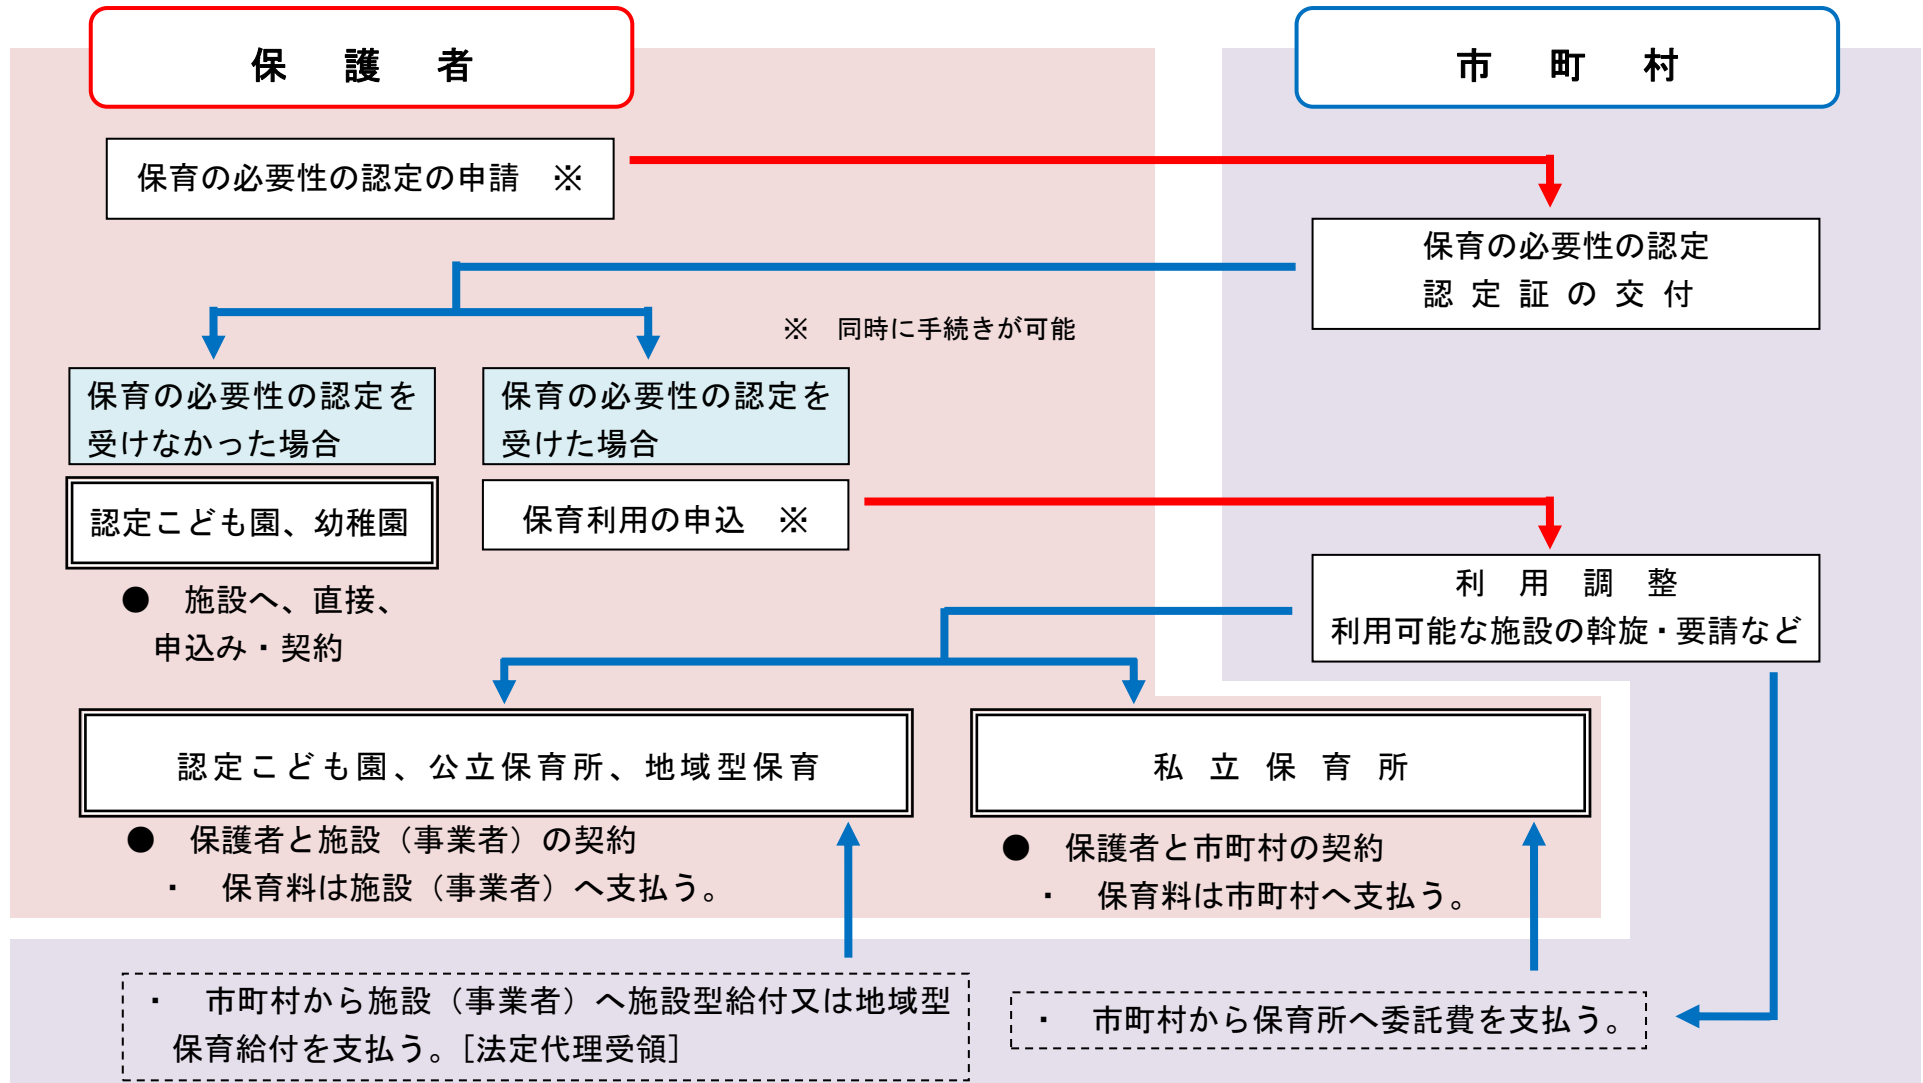 保　護　者
市　町　村
保育の必要性の認定の申請　※
保育の必要性の認定
認 定 証 の 交 付
※　同時に手続きが可能
保育の必要性の認定を
受けなかった場合
保育の必要性の認定を
受けた場合
認定こども園、幼稚園
保育利用の申込　※
●　施設へ、直接、
申込み・契約
利　用　調　整
利用可能な施設の斡旋・要請など
認定こども園、公立保育所、地域型保育
私 立 保 育 所
●　保護者と施設（事業者）の契約
・　保育料は施設（事業者）へ支払う。
●　保護者と市町村の契約
・　保育料は市町村へ支払う。
・　市町村から施設（事業者）へ施設型給付又は地域型
保育給付を支払う。［法定代理受領］
・　市町村から保育所へ委託費を支払う。